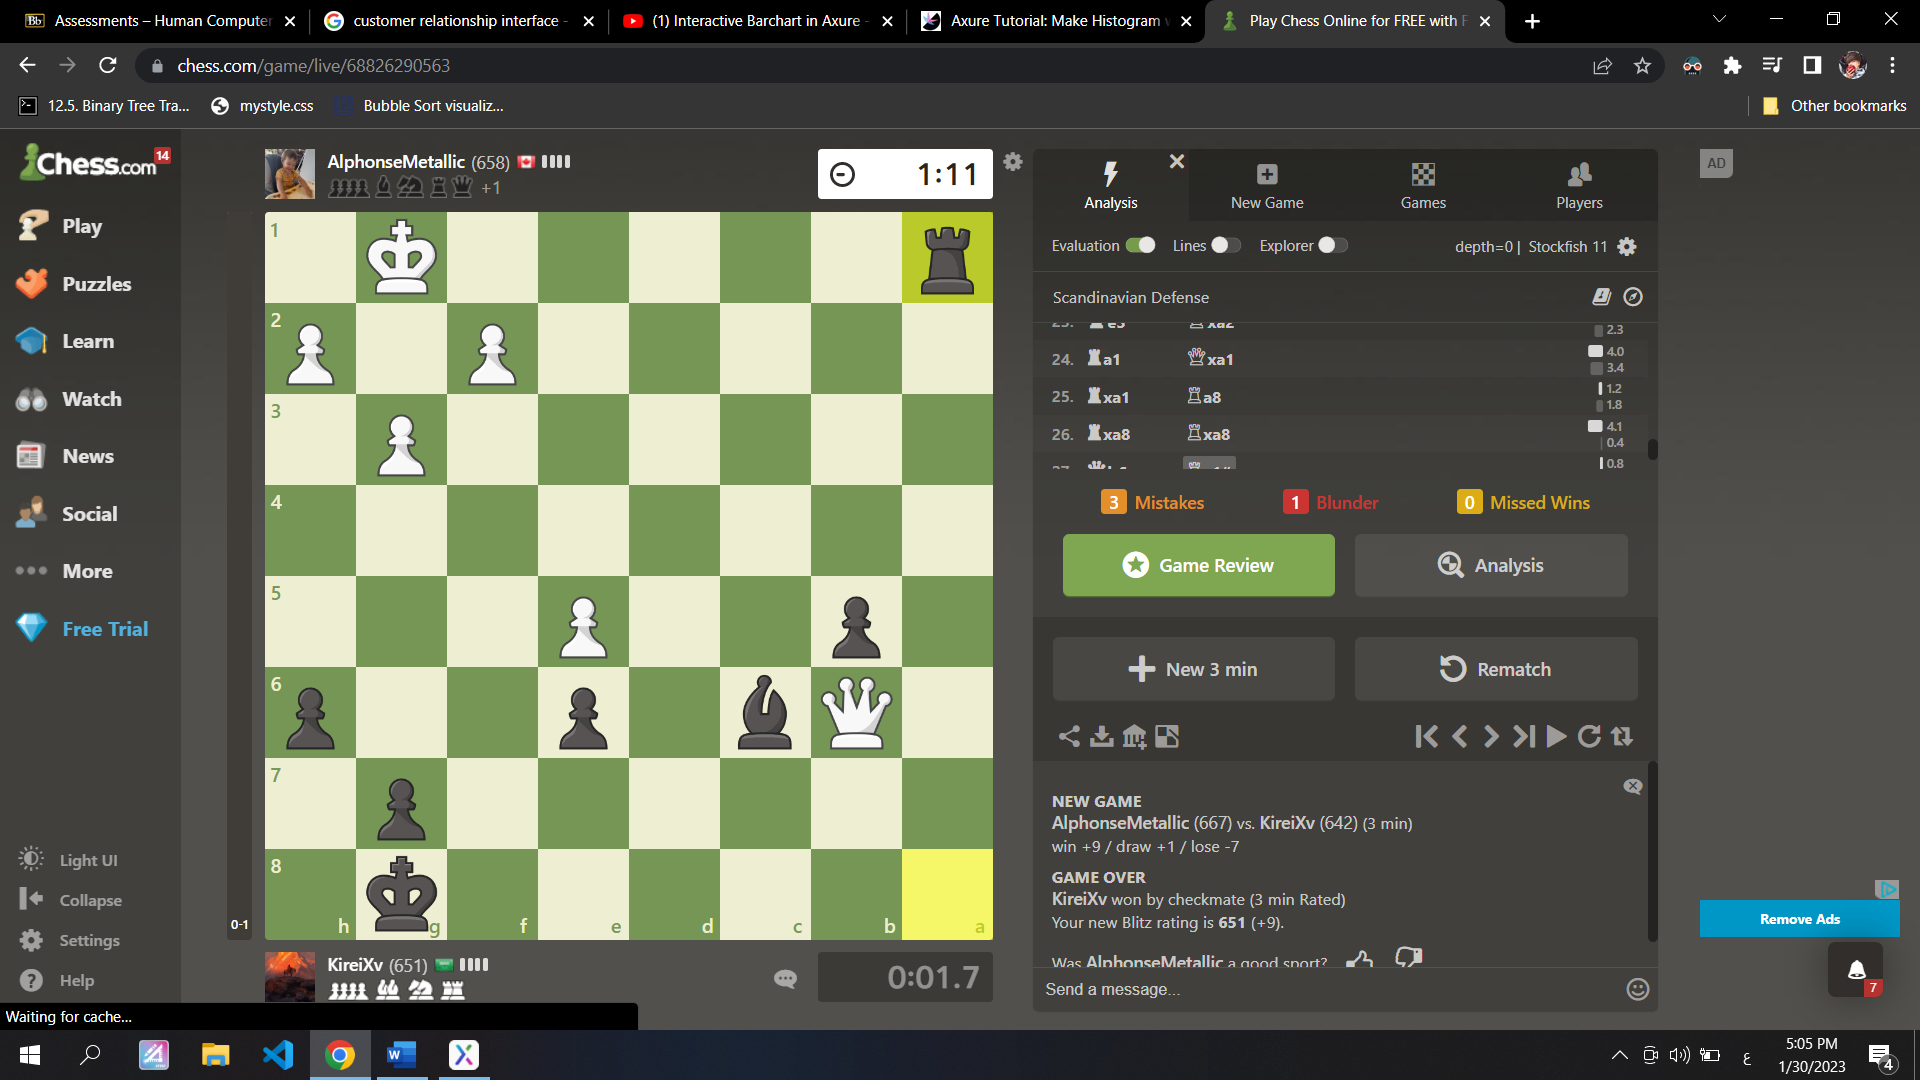 Assessments – Human Computer
customer relationship interface -
(1) Interactive Barchart in Axure -
Axure Tutorial: Make Histogram
Play Chess Online for FREE with F
chess.com/game/live/68826290563
12.5. Binary Tree Tra...
mystyle.css
Bubble Sort visualiz...
Other bookmarks
Chess.com
14
Play
Puzzles
Learn
Watch
News
Social
More
Free Trial
Light UI
Collapse
Settings
Help
AlphonseMetallic (658)
+1
1:11
1
2
3
4
5
6
7
8
h g f e d c b a
0-1
KireiXv (651)
0:01.7
Analysis
New Game
Games
Players
Evaluation
Lines
Explorer
depth=0 | Stockfish 11
Scandinavian Defense
23. e5 xa2 2.3
24. a1 xa1 4.0
3.4
25. xa1 a8 1.2
1.8
26. xa8 xa8 4.1
0.4
0.8
3 Mistakes
1 Blunder
0 Missed Wins
Game Review
Analysis
New 3 min
Rematch
NEW GAME
AlphonseMetallic (667) vs. KireiXv (642) (3 min)
win +9 / draw +1 / lose -7
GAME OVER
KireiXv won by checkmate (3 min Rated)
Your new Blitz rating is 651 (+9).
Was AlphonseMetallic a good sport?
Send a message...
AD
Remove Ads
7
Waiting for cache...
ع
5:05 PM
1/30/2023
4